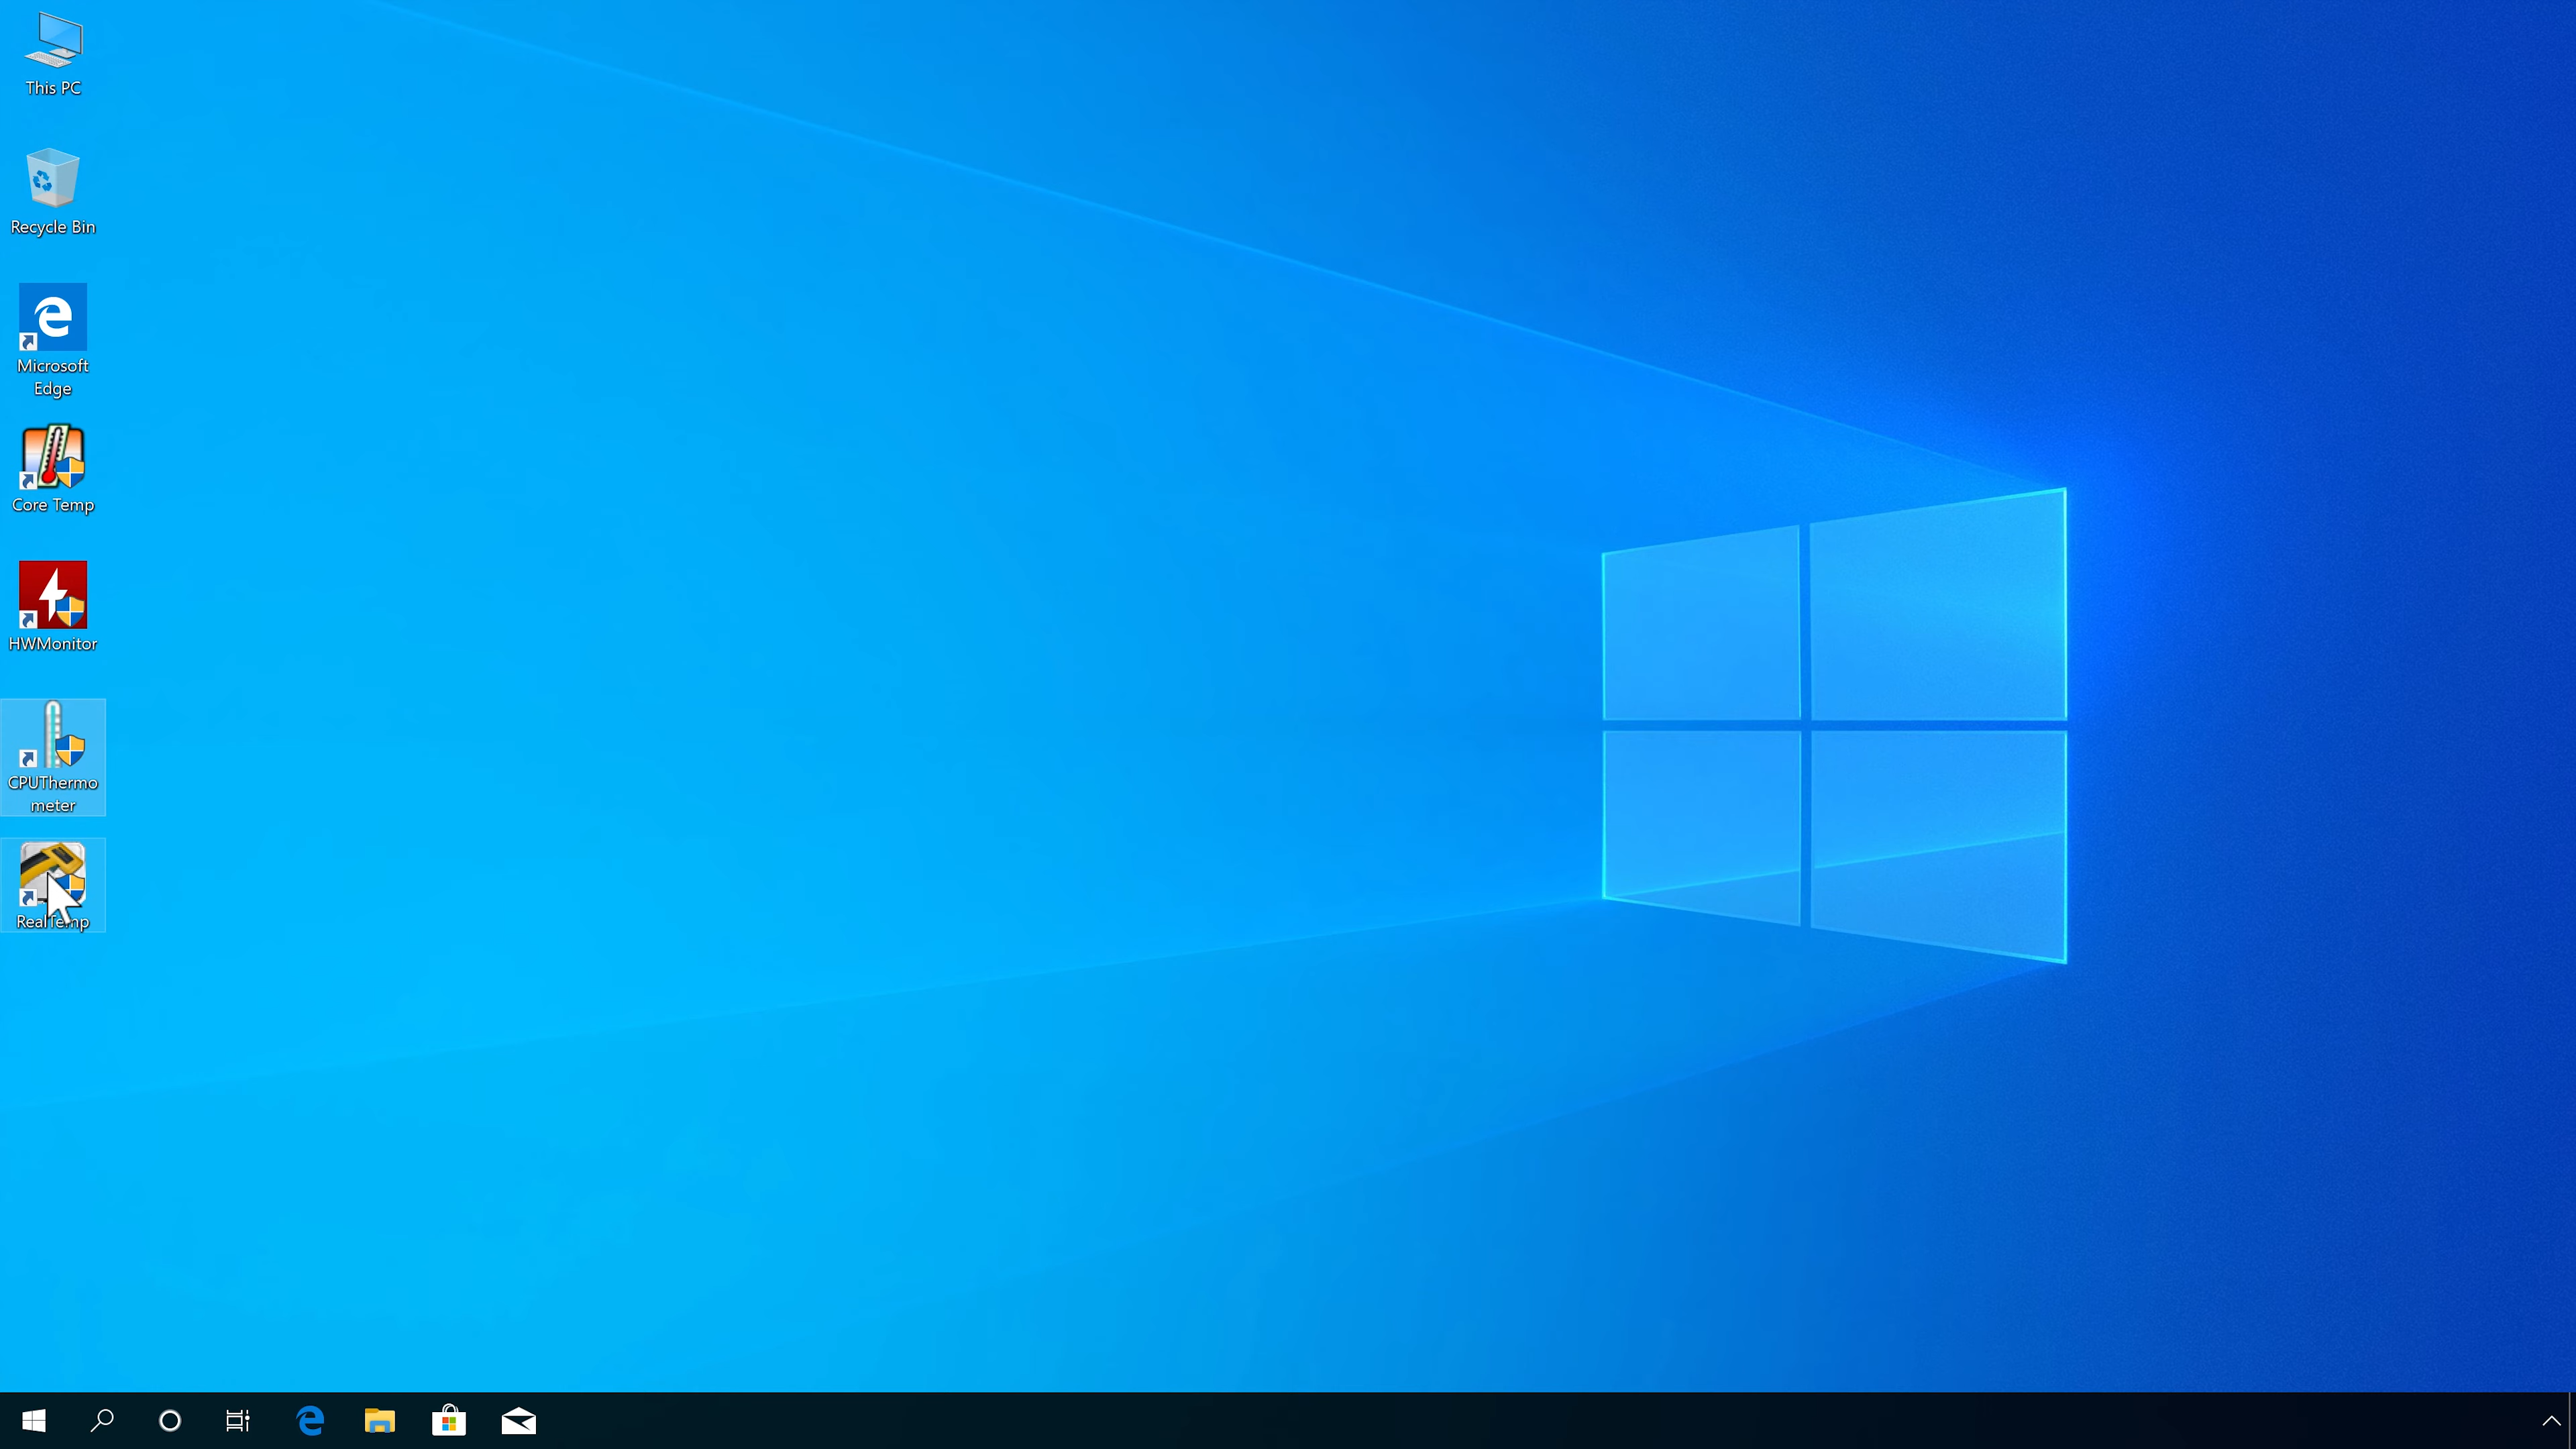 This PC
Recycle Bin
Microsoft
Edge
Core Temp
HWMonitor
CPUThermo
meter
RealTemp